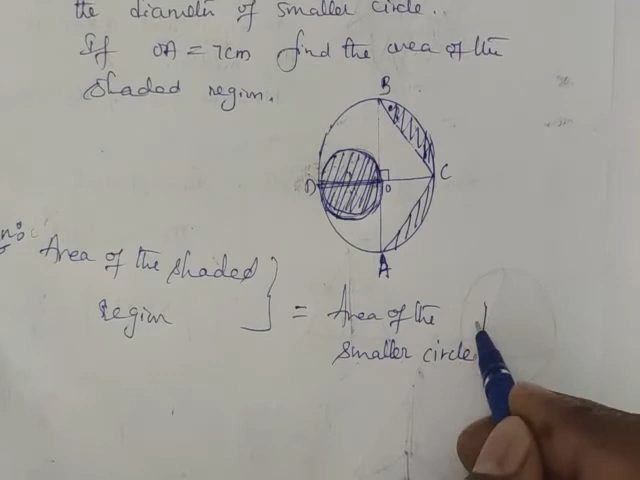 the diameter of smaller circle.
If OA = 7cm find the area of the
shaded region.
B
D
O
C
A
Area of the shaded
region
} = Area of the
smaller circle